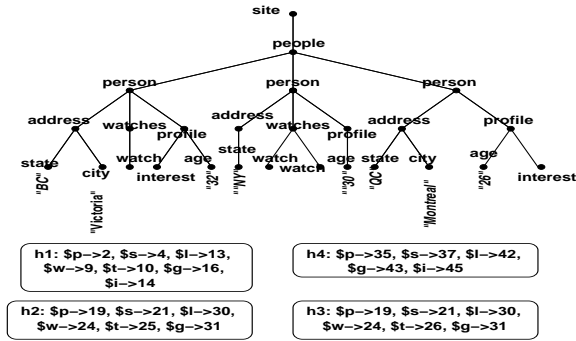 site
people
person person person
address watches profile address watches profile address profile
state city watch interest age state watch watch age state city age interest
"BC" "Victoria" "32" "NY" "30" "QC" "Montreal" "26"
h1: $p->2, $s->4, $l->13,
$w->9, $t->10, $g->16,
$i->14
h4: $p->35, $s->37, $l->42,
$g->43, $i->45
h2: $p->19, $s->21, $l->30,
$w->24, $t->25, $g->31
h3: $p->19, $s->21, $l->30,
$w->24, $t->26, $g->31